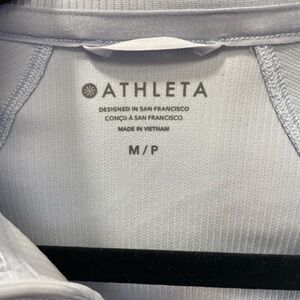 ATHLETA
DESIGNED IN SAN FRANCISCO
CONÇU À SAN FRANCISCO
MADE IN VIETNAM
M / P